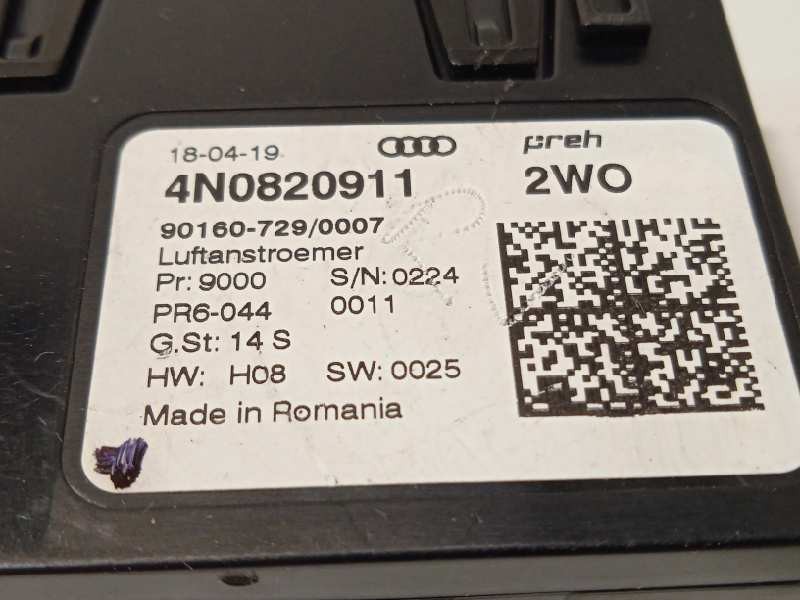 18-04-19
preh
4N0820911 2WO
90160-729/0007
Luftanstroemer
Pr: 9000 S/N: 0224
PR6-044 0011
G.St: 14 S
HW: H08 SW: 0025
Made in Romania